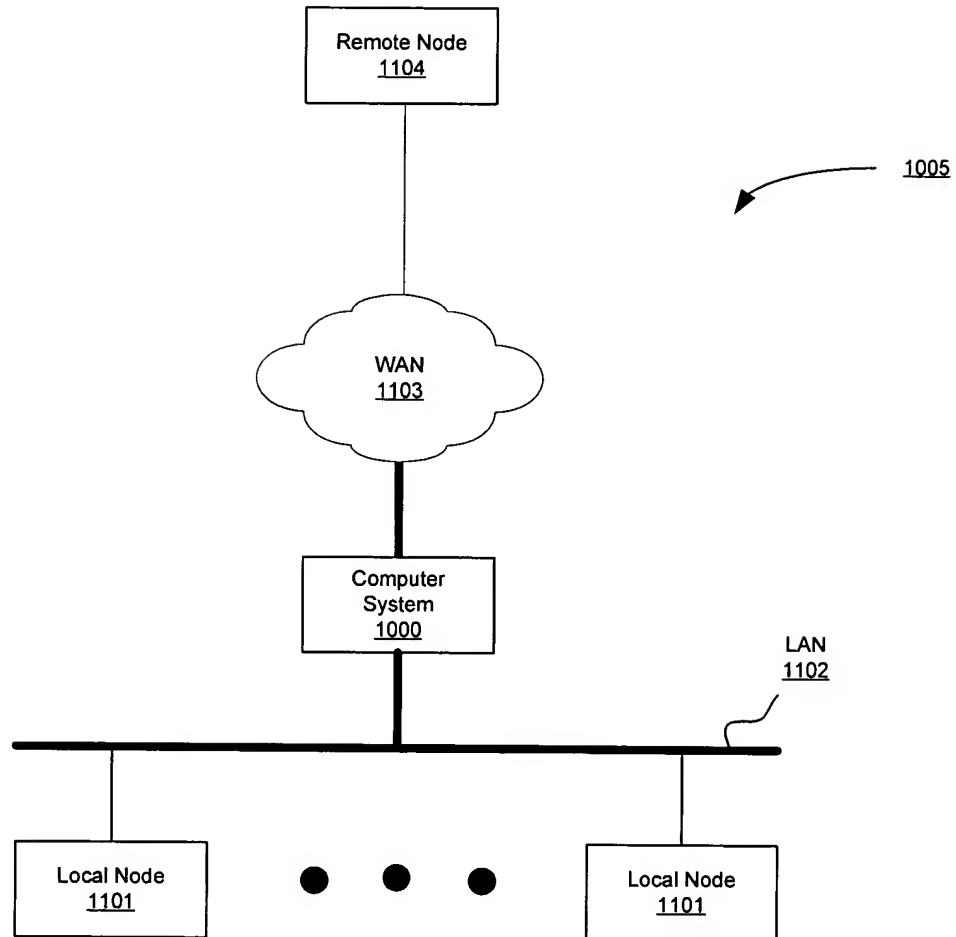 Remote Node
1104
1005
WAN
1103
Computer
System
1000
LAN
1102
Local Node
1101
Local Node
1101